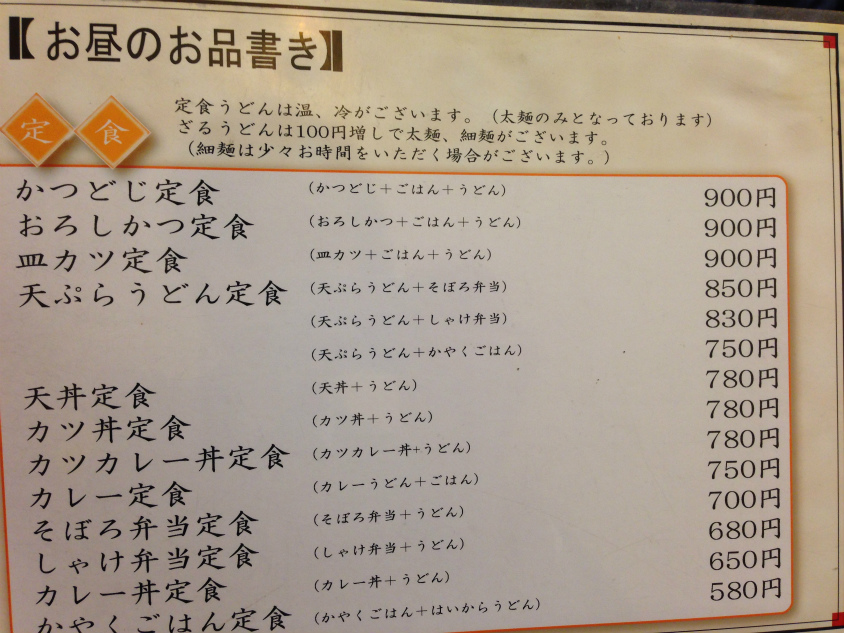 【お昼のお品書き】
定食
定食うどんは温、冷がございます。（太麺のみとなっております）
ざるうどんは100円増しで太麺、細麺がございます。
（細麺は少々お時間をいただく場合がございます。）
かつどじ定食 （かつどじ＋ごはん＋うどん） 900円
おろしかつ定食 （おろしかつ＋ごはん＋うどん） 900円
皿カツ定食 （皿カツ＋ごはん＋うどん） 900円
天ぷらうどん定食 （天ぷらうどん＋そぼろ弁当） 850円
（天ぷらうどん＋しゃけ弁当） 830円
（天ぷらうどん＋かやくごはん） 750円
天丼定食 （天丼＋うどん） 780円
カツ丼定食 （カツ丼＋うどん） 780円
カツカレー丼定食 （カツカレー丼+うどん） 780円
カレー定食 （カレーうどん＋ごはん） 750円
そぼろ弁当定食 （そぼろ弁当＋うどん） 700円
しゃけ弁当定食 （しゃけ弁当＋うどん） 680円
カレー丼定食 （カレー丼＋うどん） 650円
かやくごはん定食 （かやくごはん＋はいからうどん） 580円